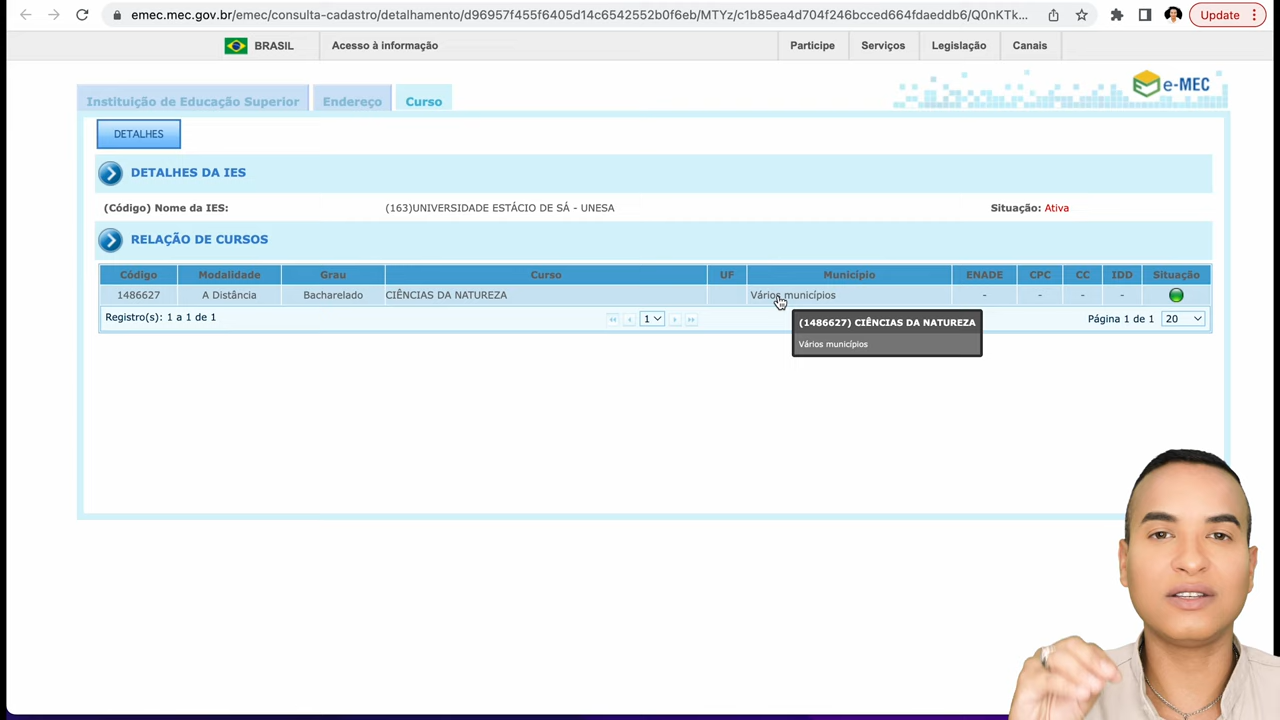 emec.mec.gov.br/emec/consulta-cadastro/detalhamento/d96957f455f6405d14c6542552b0f6eb/MTYz/c1b85ea4d704f246bcced664fdaeddb6/Q0nKTk...
Update
BRASIL
Acesso à informação
Participe
Serviços
Legislação
Canais
Instituição de Educação Superior
Endereço
Curso
e-MEC
DETALHES
DETALHES DA IES
(Código) Nome da IES: (163)UNIVERSIDADE ESTÁCIO DE SÁ - UNESA Situação: Ativa
RELAÇÃO DE CURSOS
Código Modalidade Grau Curso UF Município ENADE CPC CC IDD Situação
1486627 A Distância Bacharelado CIÊNCIAS DA NATUREZA Vários municípios - - - -
Registro(s): 1 a 1 de 1 1 Página 1 de 1 20
(1486627) CIÊNCIAS DA NATUREZA
Vários municípios